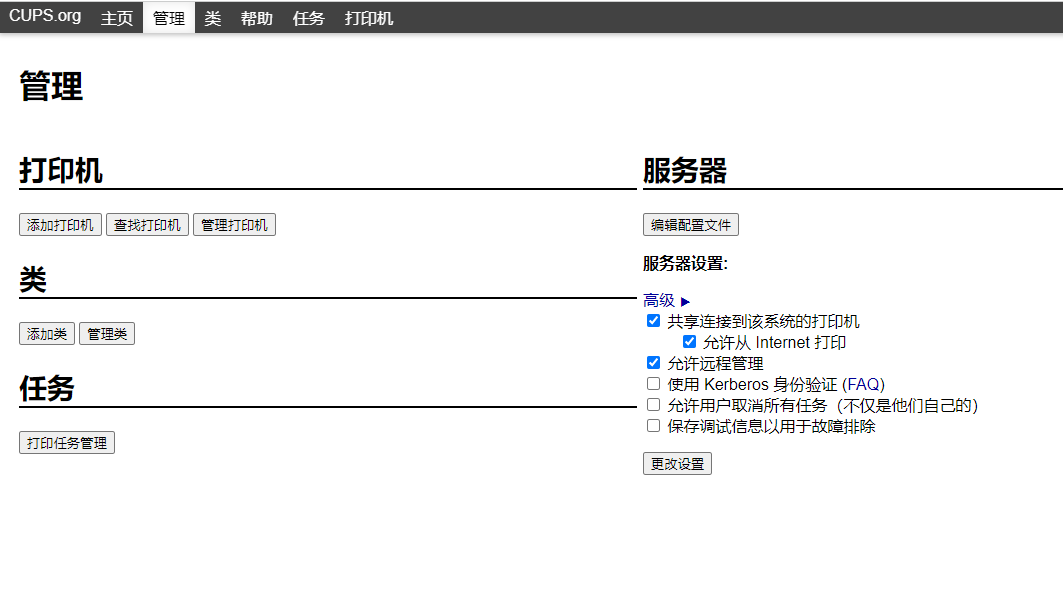 CUPS.org 主页 管理 类 帮助 任务 打印机
管理
打印机
添加打印机 查找打印机 管理打印机
类
添加类 管理类
任务
打印任务管理
服务器
编辑配置文件
服务器设置:
高级 ▶
共享连接到该系统的打印机
允许从 Internet 打印
允许远程管理
使用 Kerberos 身份验证 (FAQ)
允许用户取消所有任务（不仅是他们自己的）
保存调试信息以用于故障排除
更改设置